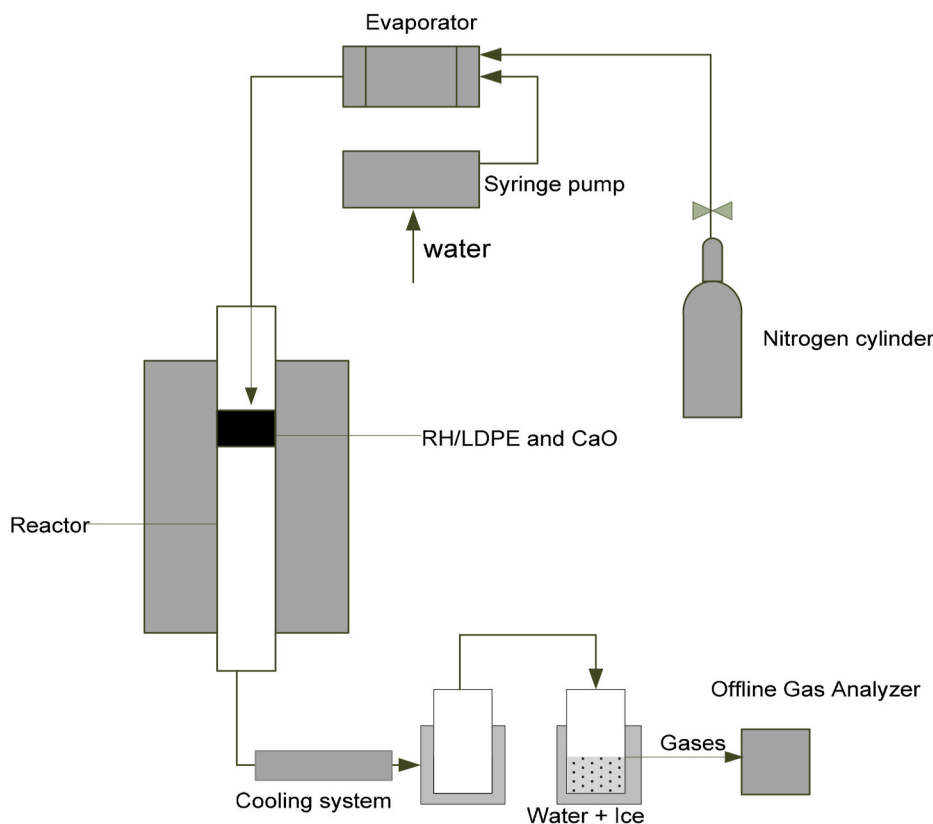 Evaporator
Syringe pump
water
Nitrogen cylinder
RH/LDPE and CaO
Reactor
Offline Gas Analyzer
Gases
Cooling system
Water + Ice